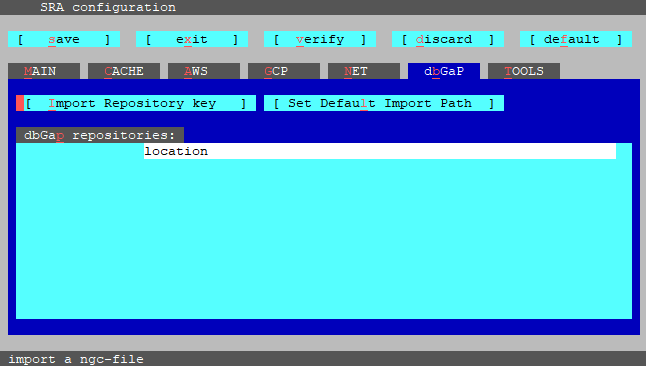 SRA configuration
[ save ] [ exit ] [ verify ] [ discard ] [ default ]
MAIN CACHE AWS GCP NET dbGaP TOOLS
[ Import Repository key ] [ Set Default Import Path ]
dbGap repositories:
location
import a ngc-file